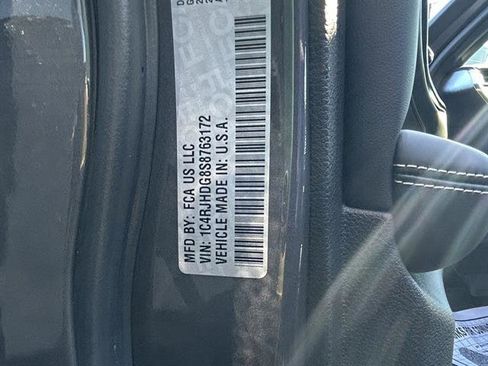 MFD BY: FCA US LLC
VIN: 1C4RJHDG8S8763172
VEHICLE MADE IN: U.S.A.